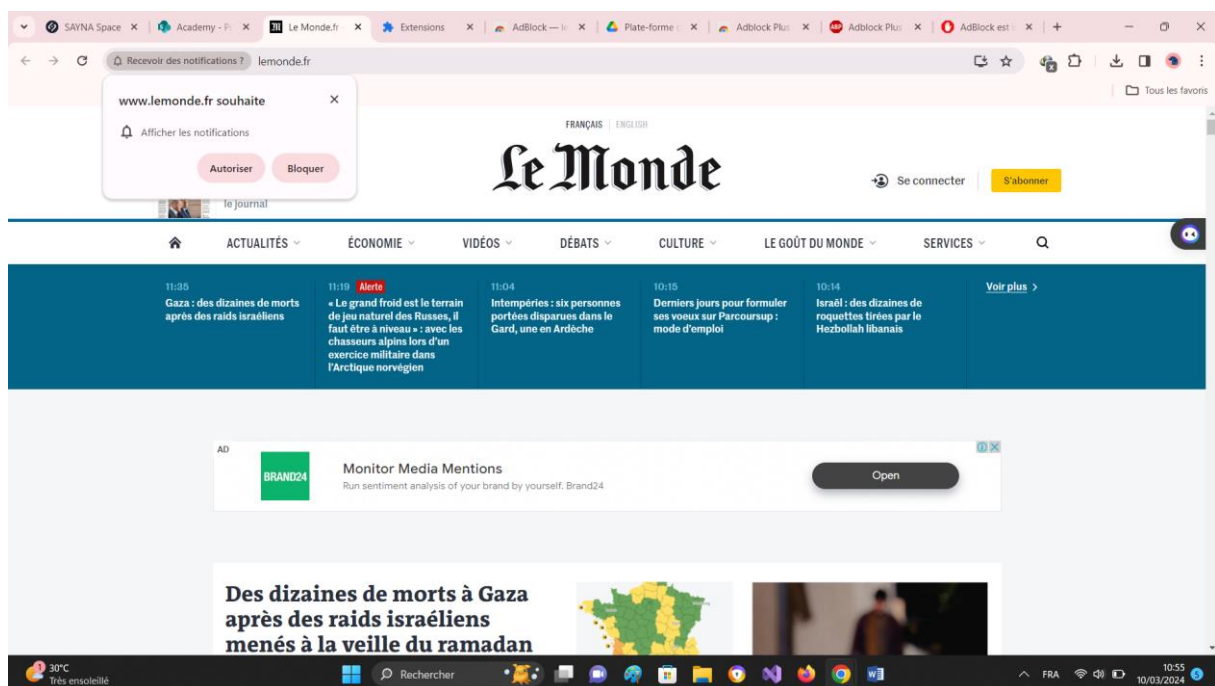 SAYNA Space
Academy - P
Le Monde.fr
Extensions
AdBlock — l
Plate-forme
Adblock Plus
Adblock Plus
AdBlock est
Recevoir des notifications ?
lemonde.fr
Tous les favoris
www.lemonde.fr souhaite
Afficher les notifications
Autoriser
Bloquer
le journal
FRANÇAIS
ENGLISH
Le Monde
Se connecter
S'abonner
ACTUALITÉS
ÉCONOMIE
VIDÉOS
DÉBATS
CULTURE
LE GOÛT DU MONDE
SERVICES
11:35
Gaza : des dizaines de morts
après des raids israéliens
11:19 Alerte
« Le grand froid est le terrain
de jeu naturel des Russes, il
faut être à niveau » : avec les
chasseurs alpins lors d'un
exercice militaire dans
l'Arctique norvégien
11:04
Intempéries : six personnes
portées disparues dans le
Gard, une en Ardèche
10:15
Derniers jours pour formuler
ses voeux sur Parcoursup :
mode d'emploi
10:14
Israël : des dizaines de
roquettes tirées par le
Hezbollah libanais
Voir plus
AD
BRAND24
Monitor Media Mentions
Run sentiment analysis of your brand by yourself. Brand24
Open
Des dizaines de morts à Gaza
après des raids israéliens
menés à la veille du ramadan
30°C
Très ensoleillé
Rechercher
FRA
10:55
10/03/2024
5